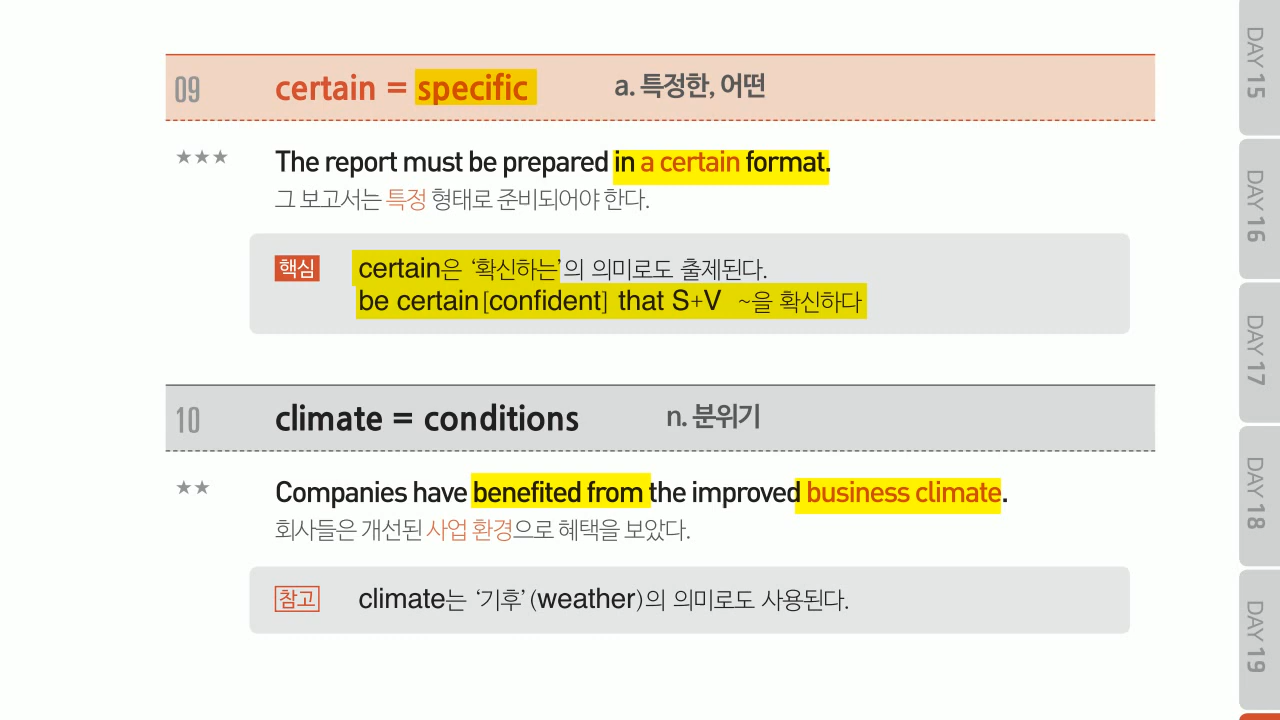 09 certain = specific a. 특정한, 어떤
★★★ The report must be prepared in a certain format.
그 보고서는 특정 형태로 준비되어야 한다.
핵심 certain은 ‘확신하는’의 의미로도 출제된다.
be certain[confident] that S+V ~을 확신하다
10 climate = conditions n. 분위기
★★ Companies have benefited from the improved business climate.
회사들은 개선된 사업 환경으로 혜택을 보았다.
참고 climate는 ‘기후’(weather)의 의미로도 사용된다.
DAY 15
DAY 16
DAY 17
DAY 18
DAY 19